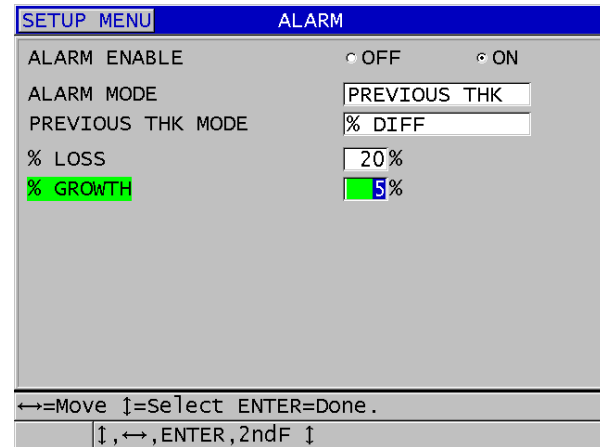 SETUP MENU ALARM
ALARM ENABLE OFF ON
ALARM MODE PREVIOUS THK
PREVIOUS THK MODE % DIFF
% LOSS 20%
% GROWTH 5%
↔=Move ↕=Select ENTER=Done.
↕,↔,ENTER,2ndF ↕